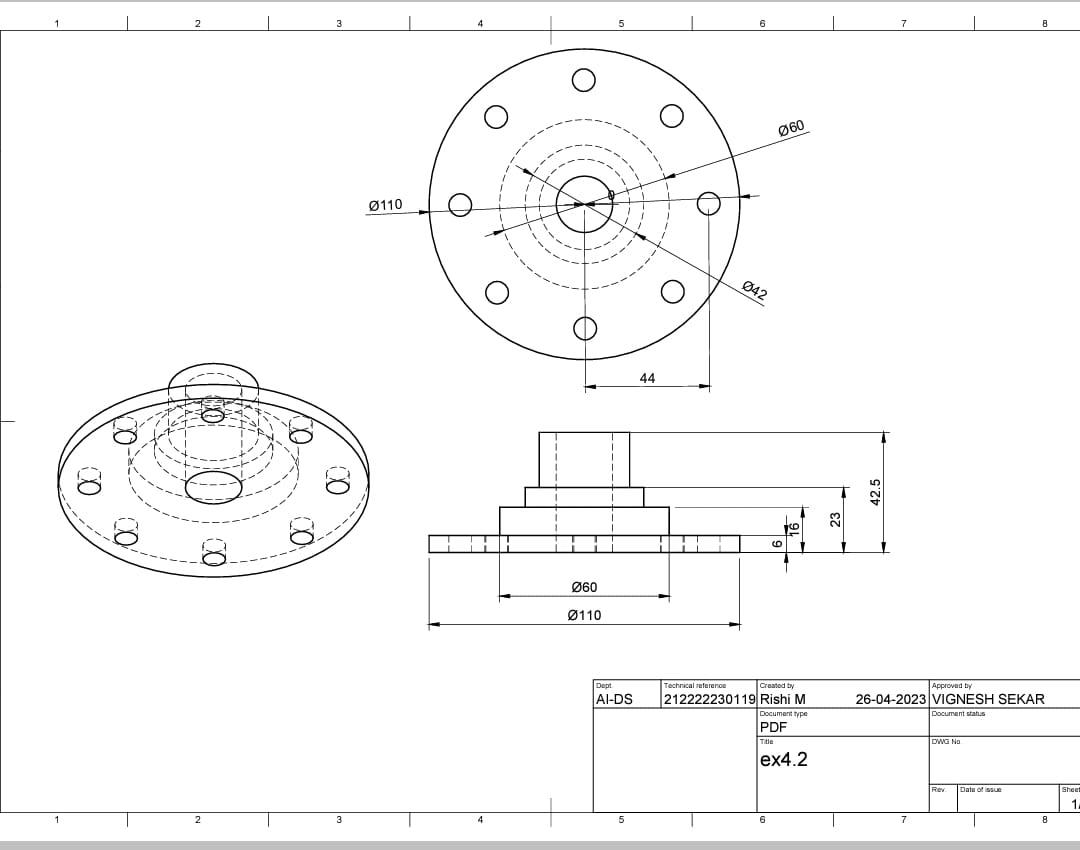 1 2 3 4 5 6 7 8
Ø60
0
Ø110
Ø42
44
42.5
23
16
6
Ø60
Ø110
Dept. Technical reference Created by Approved by
AI-DS 212222230119 Rishi M 26-04-2023 VIGNESH SEKAR
Document type Document status
PDF
Title DWG No.
ex4.2
Rev. Date of issue Sheet
1/
1 2 3 4 5 6 7 8